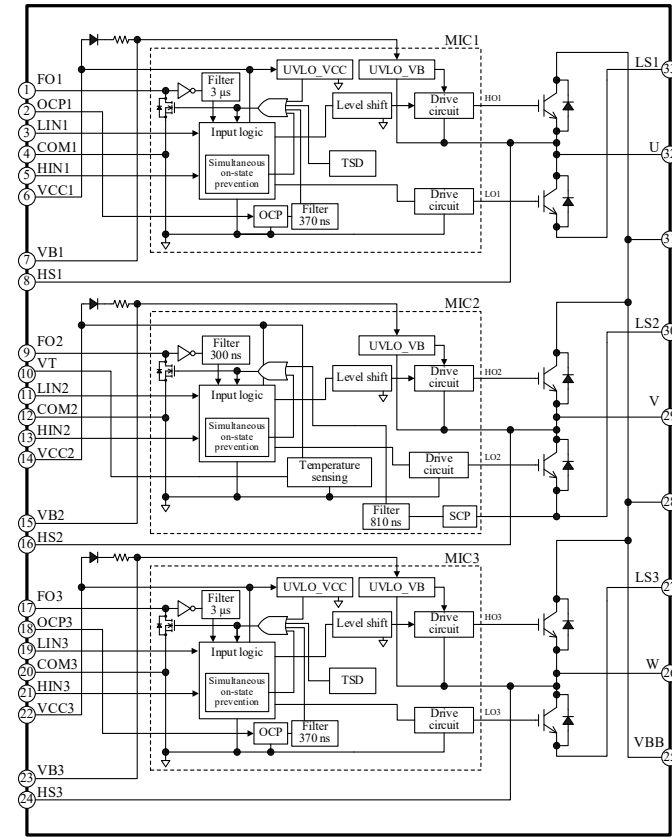 MIC1
FO1
1
OCP1
2
LIN1
3
COM1
4
HIN1
5
VCC1
6
VB1
7
HS1
8
Filter
3 µs
UVLO_VCC
UVLO_VB
Input logic
Simultaneous
on-state
prevention
Level shift
Drive
circuit
HO1
TSD
Drive
circuit
LO1
OCP
Filter
370 ns
LS1
U
MIC2
FO2
9
VT
10
LIN2
11
COM2
12
HIN2
13
VCC2
14
VB2
15
HS2
16
Filter
300 ns
UVLO_VB
Input logic
Simultaneous
on-state
prevention
Level shift
Drive
circuit
HO2
Drive
circuit
LO2
Temperature
sensing
Filter
810 ns
SCP
LS2
V
MIC3
FO3
17
OCP3
18
LIN3
19
COM3
20
HIN3
21
VCC3
22
VB3
23
HS3
24
Filter
3 µs
UVLO_VCC
UVLO_VB
Input logic
Simultaneous
on-state
prevention
Level shift
Drive
circuit
HO3
TSD
Drive
circuit
LO3
OCP
Filter
370 ns
LS3
W
VBB